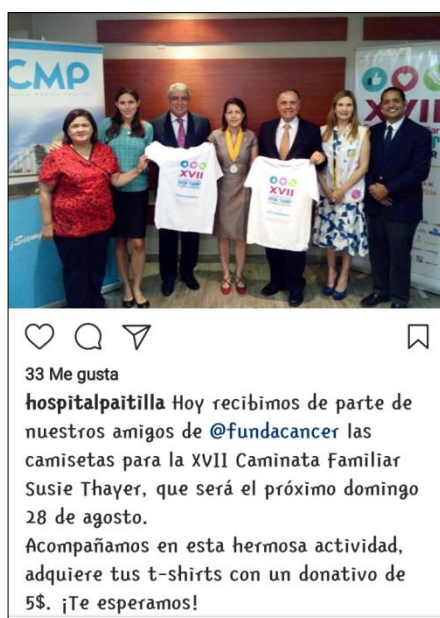 CMP
¡Siem
XVII
XVII
XVII
33 Me gusta
hospitalpaitilla Hoy recibimos de parte de
nuestros amigos de @fundacancer las
camisetas para la XVII Caminata Familiar
Susie Thayer, que será el próximo domingo
28 de agosto.
Acompañamos en esta hermosa actividad,
adquiere tus t-shirts con un donativo de
5$. ¡Te esperamos!